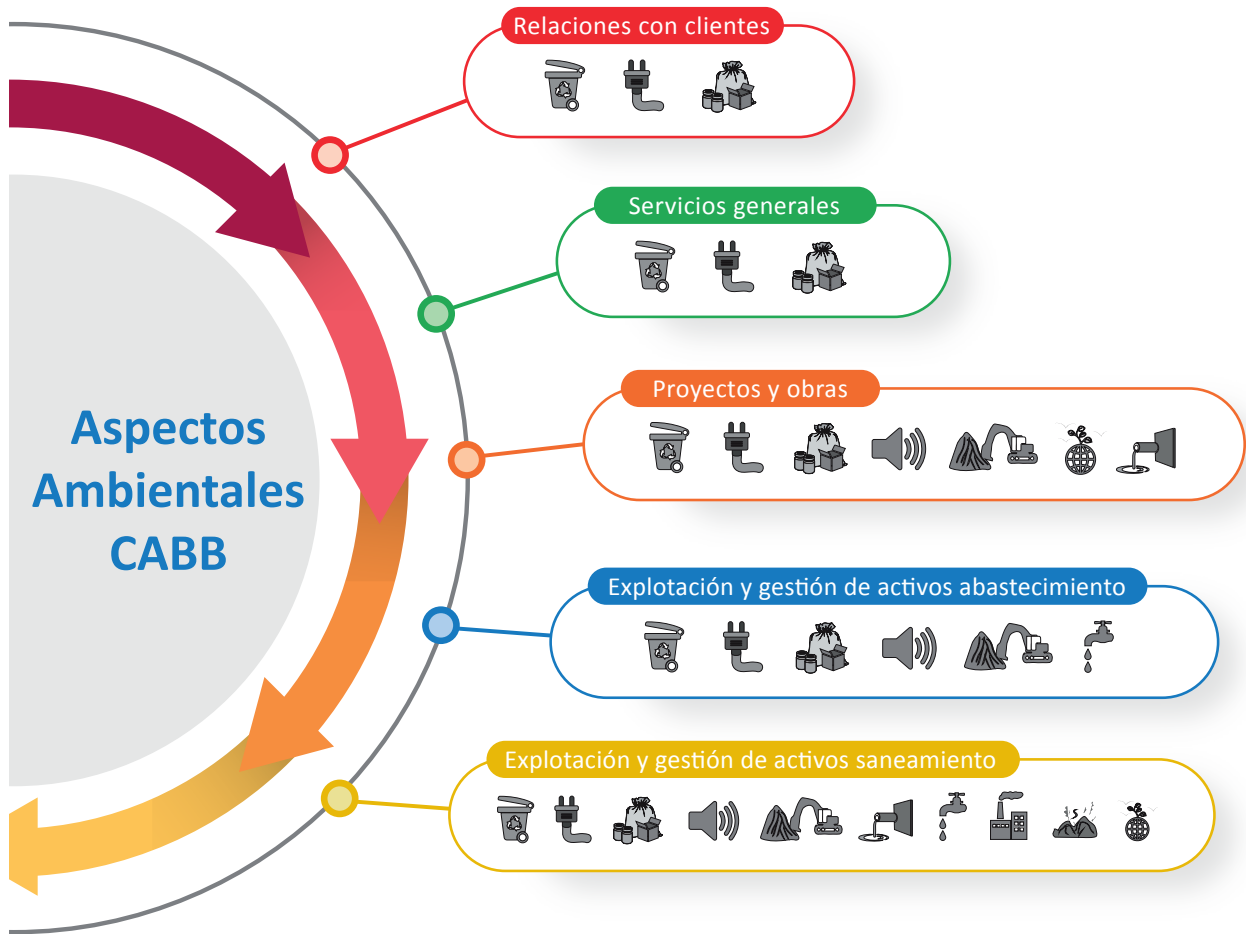 Relaciones con clientes
Servicios generales
Proyectos y obras
Aspectos
Ambientales
CABB
Explotación y gestión de activos abastecimiento
Explotación y gestión de activos saneamiento